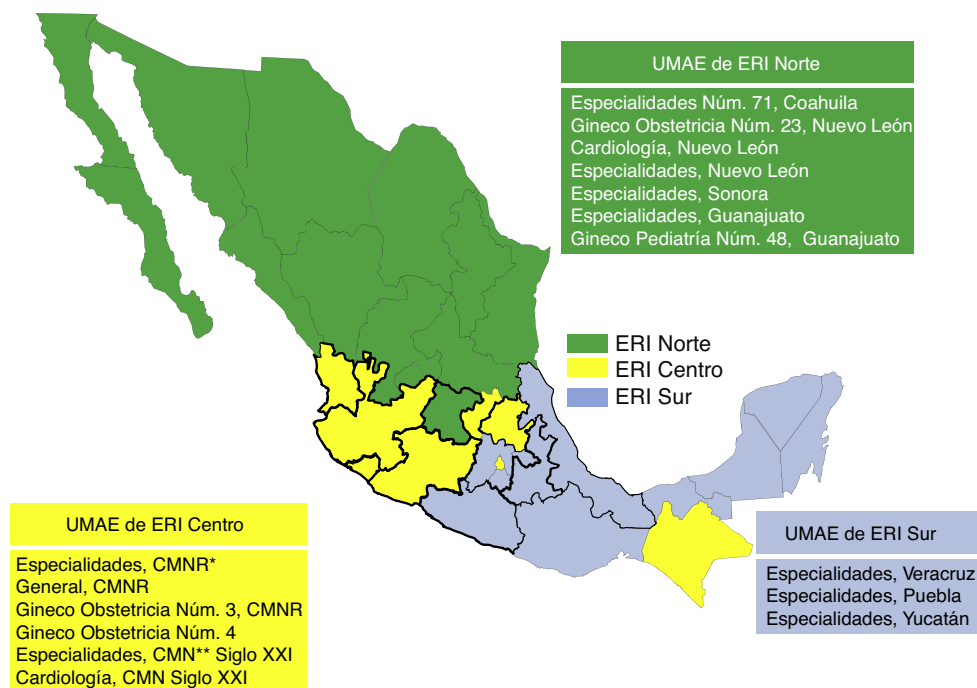 UMAE de ERI Norte
Especialidades Núm. 71, Coahuila
Gineco Obstetricia Núm. 23, Nuevo León
Cardiología, Nuevo León
Especialidades, Nuevo León
Especialidades, Sonora
Especialidades, Guanajuato
Gineco Pediatría Núm. 48, Guanajuato
ERI Norte
ERI Centro
ERI Sur
UMAE de ERI Centro
Especialidades, CMNR*
General, CMNR
Gineco Obstetricia Núm. 3, CMNR
Gineco Obstetricia Núm. 4
Especialidades, CMN** Siglo XXI
Cardiología, CMN Siglo XXI
UMAE de ERI Sur
Especialidades, Veracruz
Especialidades, Puebla
Especialidades, Yucatán